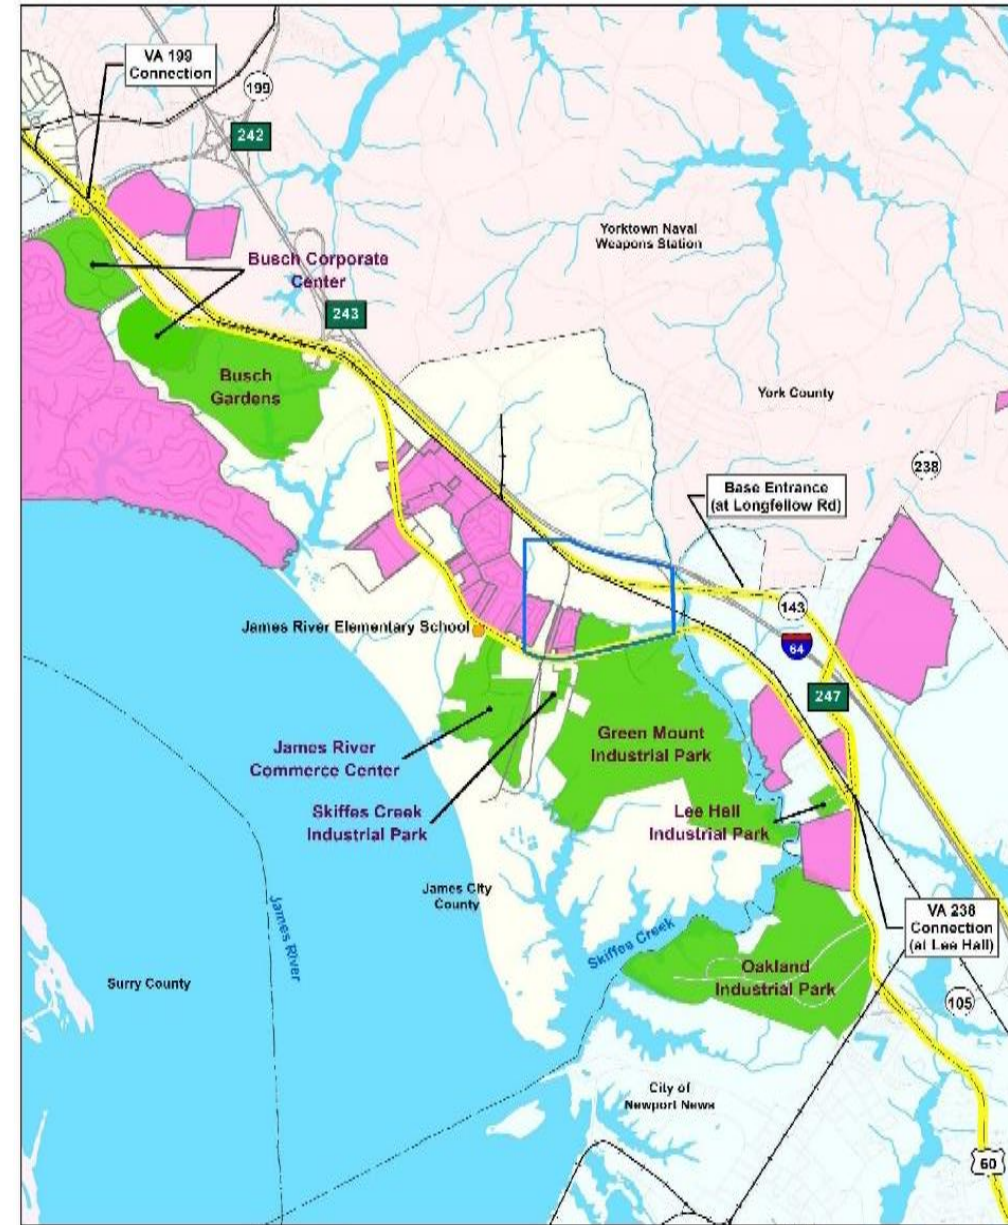 VA 199
Connection
199
242
Yorktown Naval
Weapons Station
Busch Corporate
Center
243
Busch
Gardens
York County
238
Base Entrance
(at Longfellow Rd)
143
64
James River Elementary School
247
Green Mount
Industrial Park
James River
Commerce Center
Skiffes Creek
Industrial Park
Lee Hall
Industrial Park
James City
County
VA 238
Connection
(at Lee Hall)
James River
Skiffes Creek
Oakland
Industrial Park
Surry County
105
City of
Newport News
60